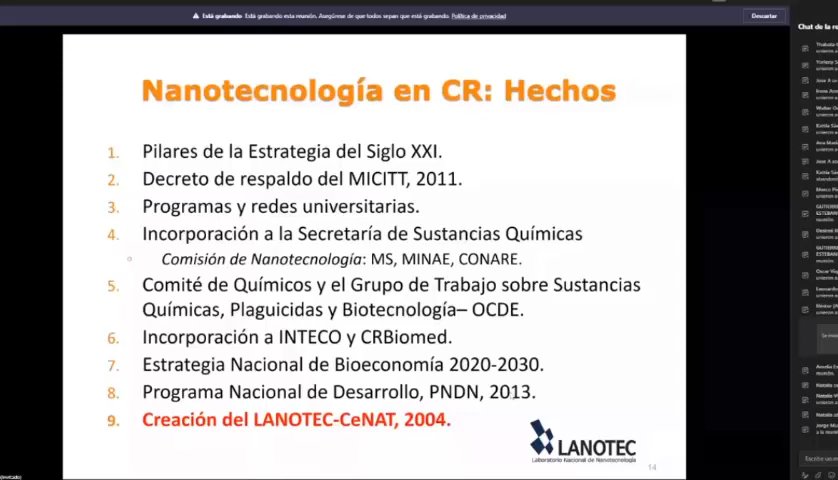 Está grabando Está grabando esta reunión. Asegúrese de que todos sepan que está grabando. Política de privacidad
Descartar
Chat de la re
Nanotecnología en CR: Hechos
1. Pilares de la Estrategia del Siglo XXI.
2. Decreto de respaldo del MICITT, 2011.
3. Programas y redes universitarias.
4. Incorporación a la Secretaría de Sustancias Químicas
Comisión de Nanotecnología: MS, MINAE, CONARE.
5. Comité de Químicos y el Grupo de Trabajo sobre Sustancias
Químicas, Plaguicidas y Biotecnología– OCDE.
6. Incorporación a INTECO y CRBiomed.
7. Estrategia Nacional de Bioeconomía 2020-2030.
8. Programa Nacional de Desarrollo, PNDN, 2013.
9. Creación del LANOTEC-CeNAT, 2004.
LANOTEC
Laboratorio Nacional de Nanotecnología
14